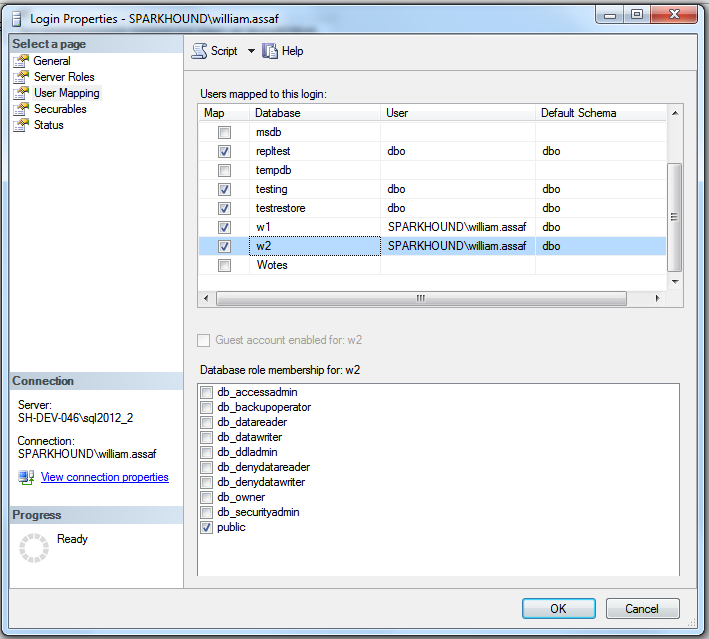 Login Properties - SPARKHOUND\william.assaf
Select a page
General
Server Roles
User Mapping
Securables
Status
Script Help
Users mapped to this login:
Map Database User Default Schema
msdb
repltest dbo dbo
tempdb
testing dbo dbo
testrestore dbo dbo
w1 SPARKHOUND\william.assaf dbo
w2 SPARKHOUND\william.assaf dbo
Wotes
Guest account enabled for: w2
Database role membership for: w2
db_accessadmin
db_backupoperator
db_datareader
db_datawriter
db_ddladmin
db_denydatareader
db_denydatawriter
db_owner
db_securityadmin
public
Connection
Server:
SH-DEV-046\sql2012_2
Connection:
SPARKHOUND\william.assaf
View connection properties
Progress
Ready
OK Cancel